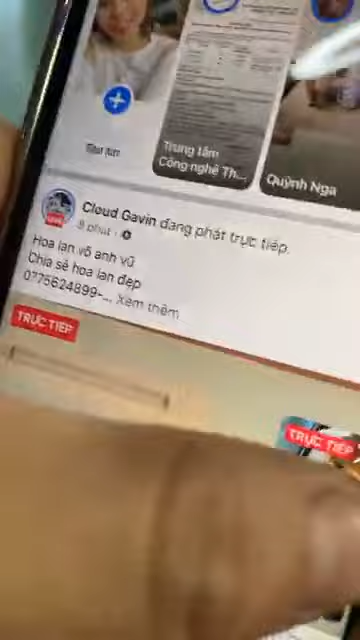 Trung tâm
Công nghệ Th...
Quỳnh Nga
Cloud Gavin đang phát trực tiếp.
8 phút
Hoa lan võ anh vũ
Chia sẽ hoa lan đẹp
0775624899-... Xem thêm
TRỰC TIẾP
TRỰC TIẾP